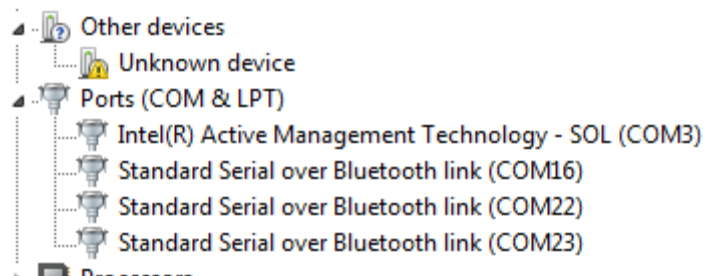 Other devices
Unknown device
Ports (COM & LPT)
Intel(R) Active Management Technology - SOL (COM3)
Standard Serial over Bluetooth link (COM16)
Standard Serial over Bluetooth link (COM22)
Standard Serial over Bluetooth link (COM23)